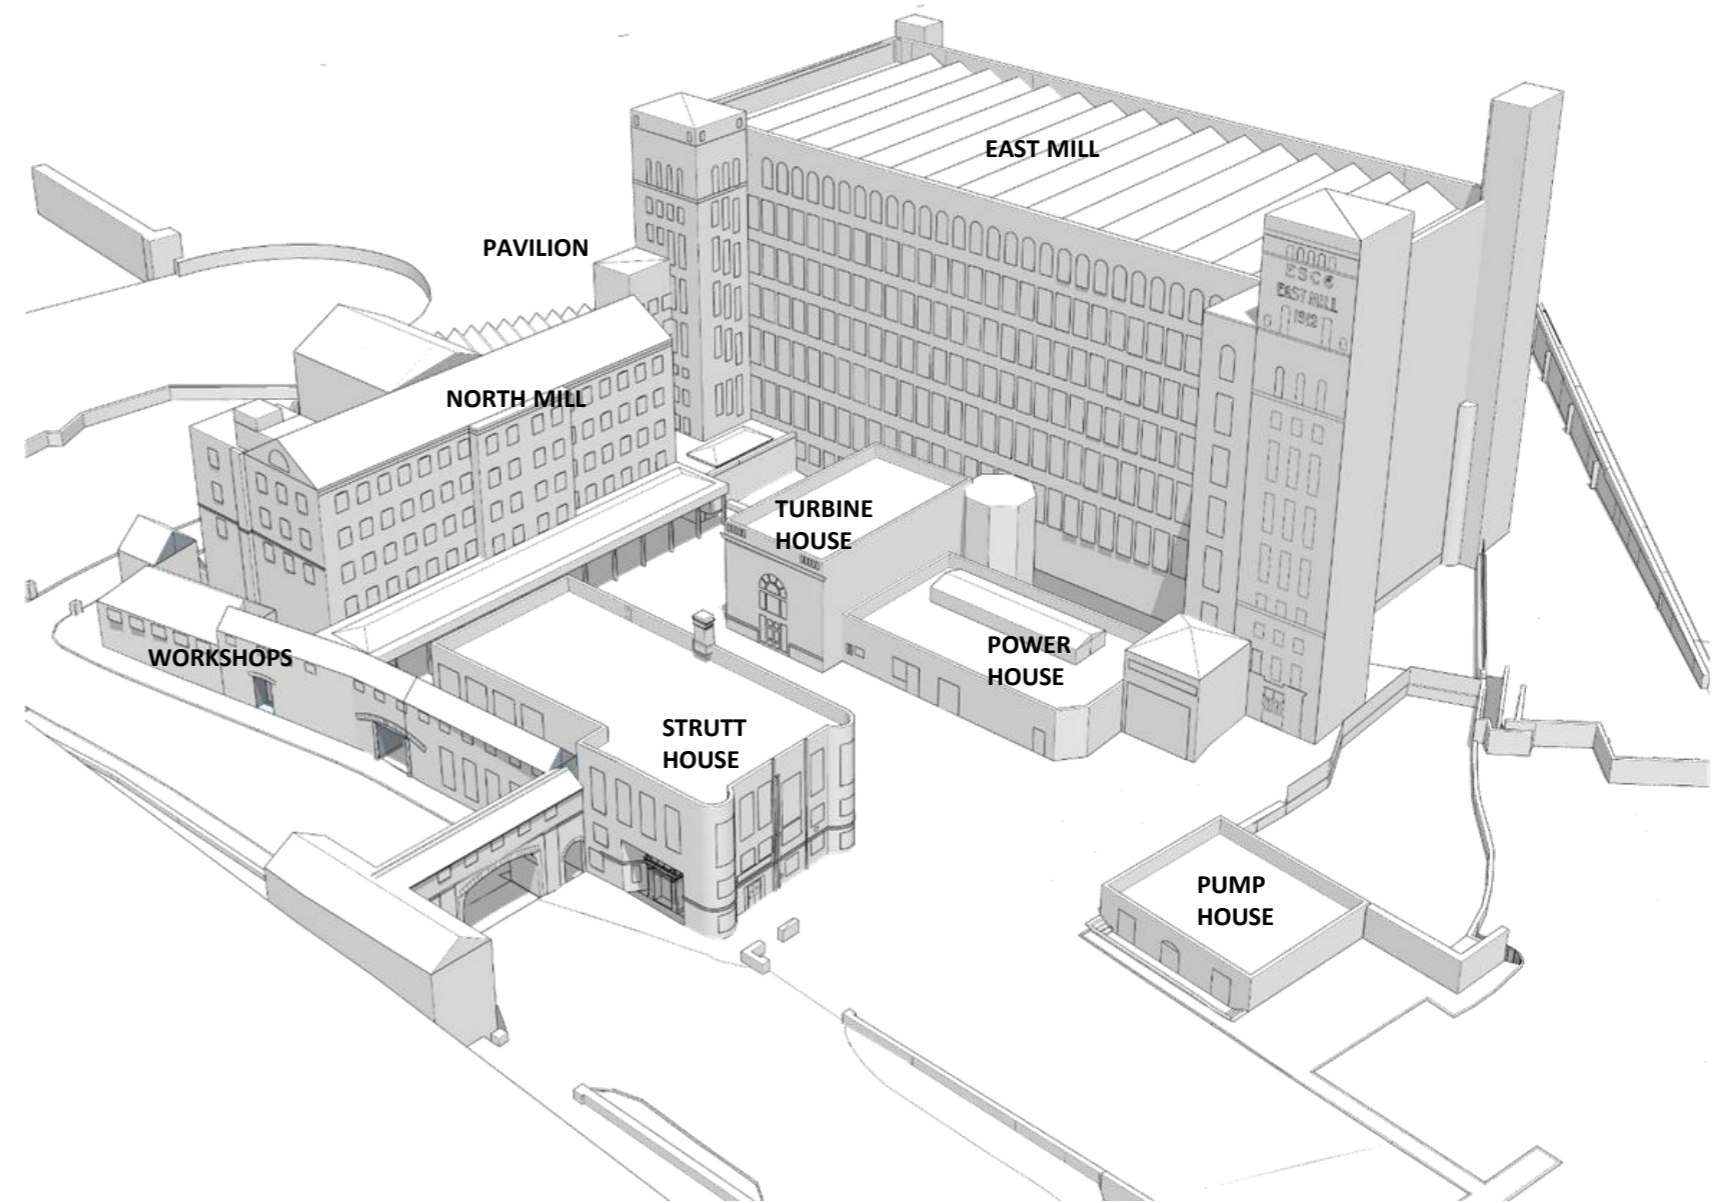 EAST MILL
PAVILION
ESC&
EAST MILL
1912
NORTH MILL
TURBINE
HOUSE
POWER
HOUSE
WORKSHOPS
STRUTT
HOUSE
PUMP
HOUSE